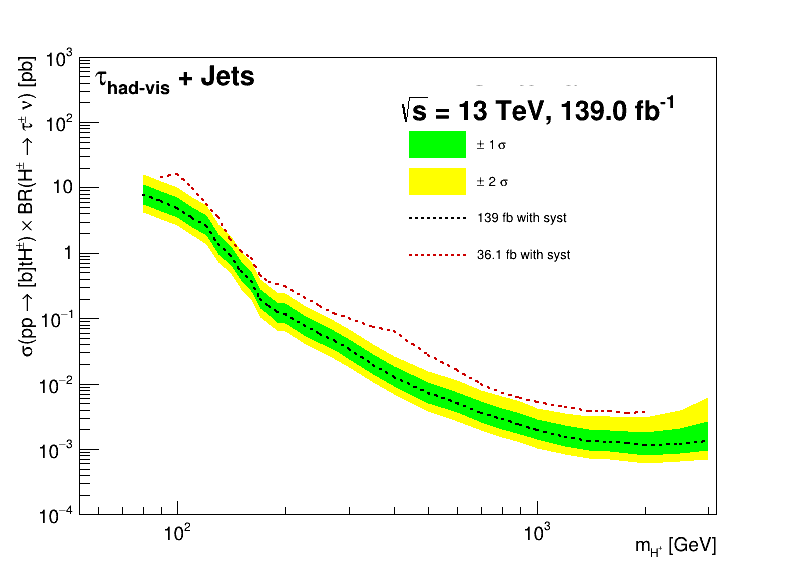 τhad-vis + Jets
√s = 13 TeV, 139.0 fb⁻¹
± 1 σ
± 2 σ
139 fb with syst
36.1 fb with syst
σ(pp → [b]tH±) × BR(H± → τ± ν) [pb]
10³
10²
10
1
10⁻¹
10⁻²
10⁻³
10⁻⁴
10²
10³
mH⁺ [GeV]